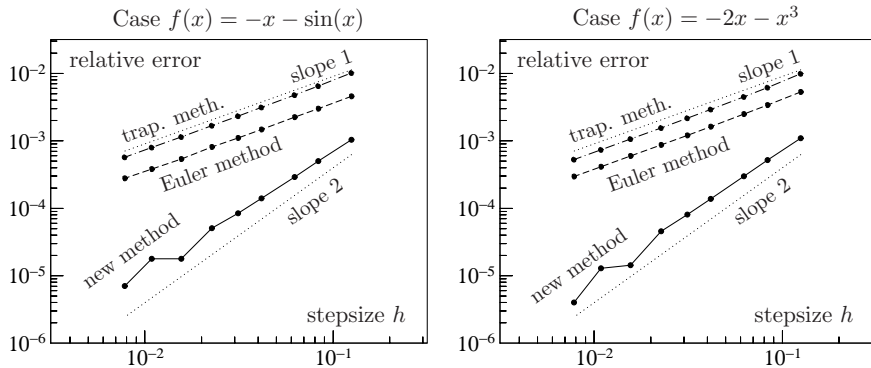 Case f(x) = −x − sin(x)
relative error
slope 1
trap. meth.
Euler method
new method
slope 2
stepsize h
10⁻²
10⁻³
10⁻⁴
10⁻⁵
10⁻⁶
10⁻²
10⁻¹
Case f(x) = −2x − x³
relative error
slope 1
trap. meth.
Euler method
new method
slope 2
stepsize h
10⁻²
10⁻³
10⁻⁴
10⁻⁵
10⁻⁶
10⁻²
10⁻¹